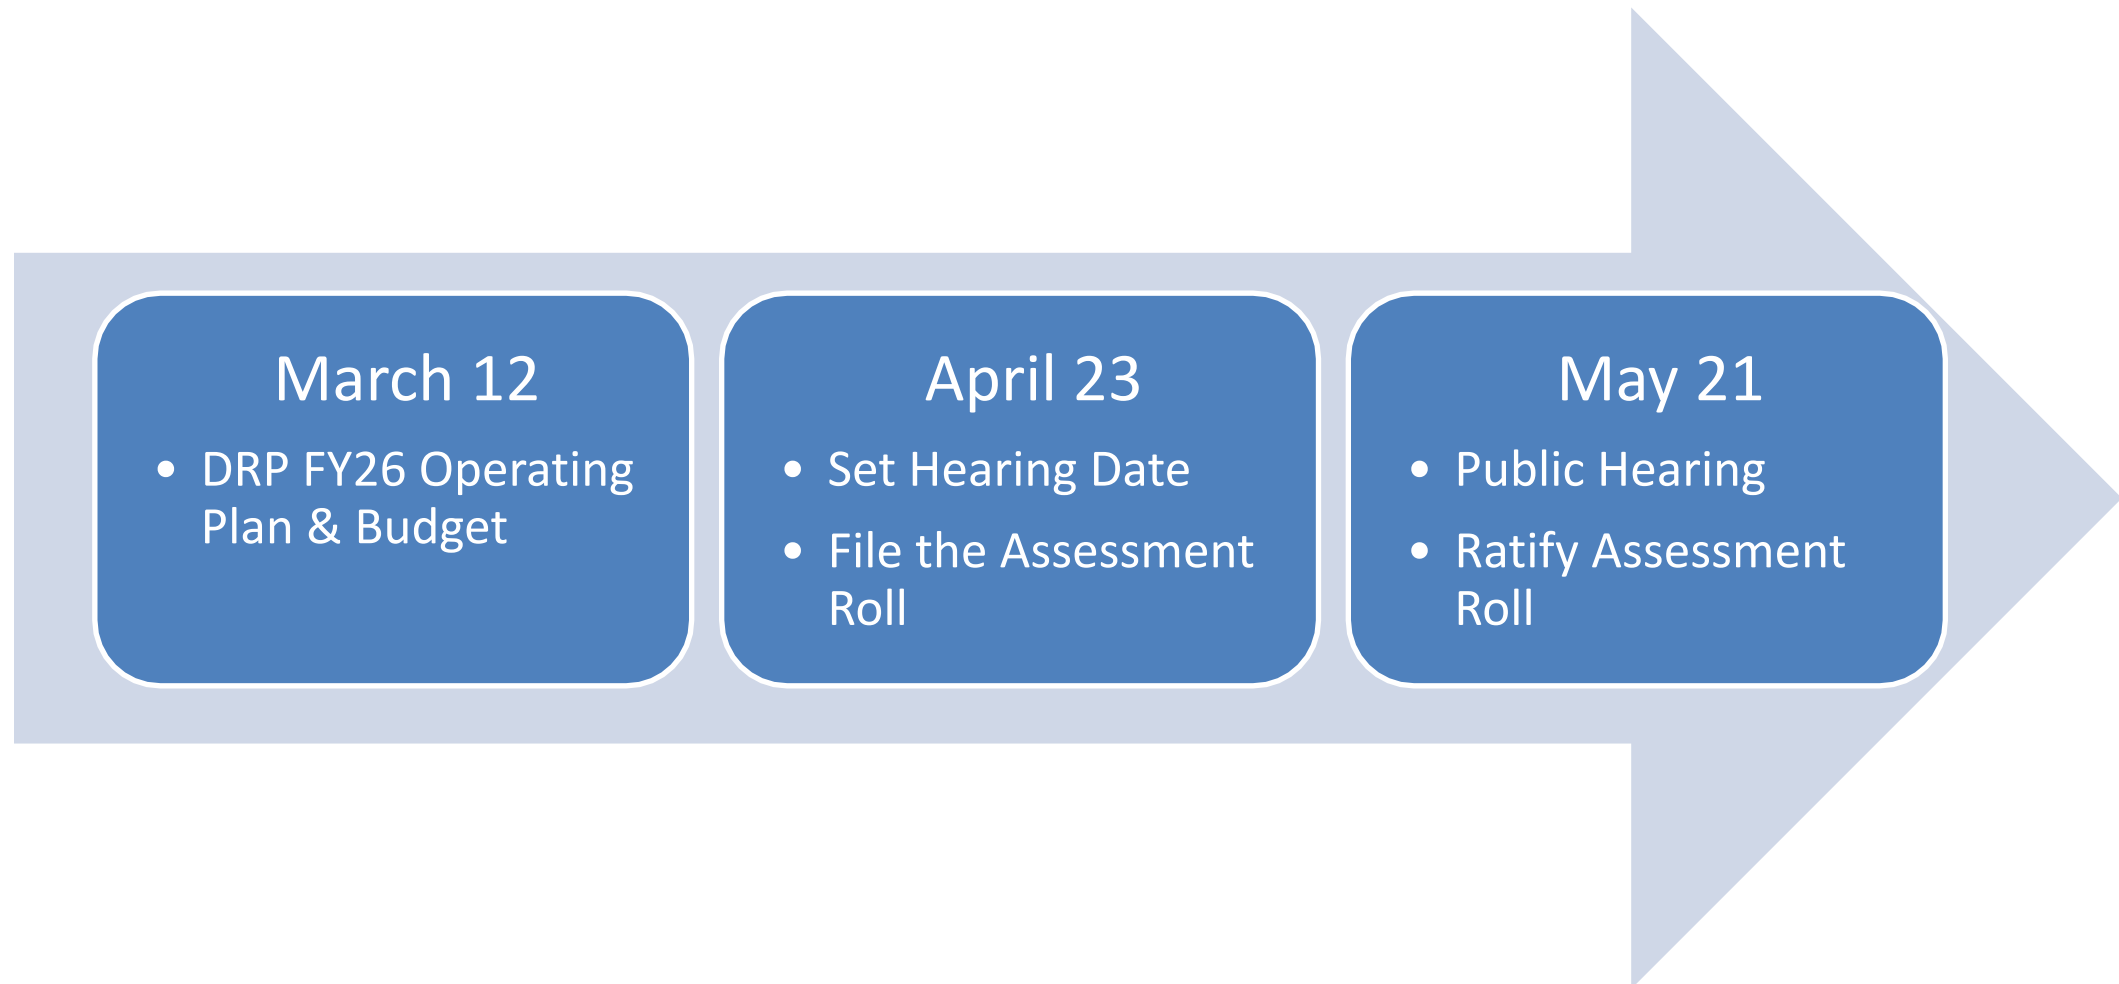 March 12
• DRP FY26 Operating
Plan & Budget
April 23
• Set Hearing Date
• File the Assessment
Roll
May 21
• Public Hearing
• Ratify Assessment
Roll